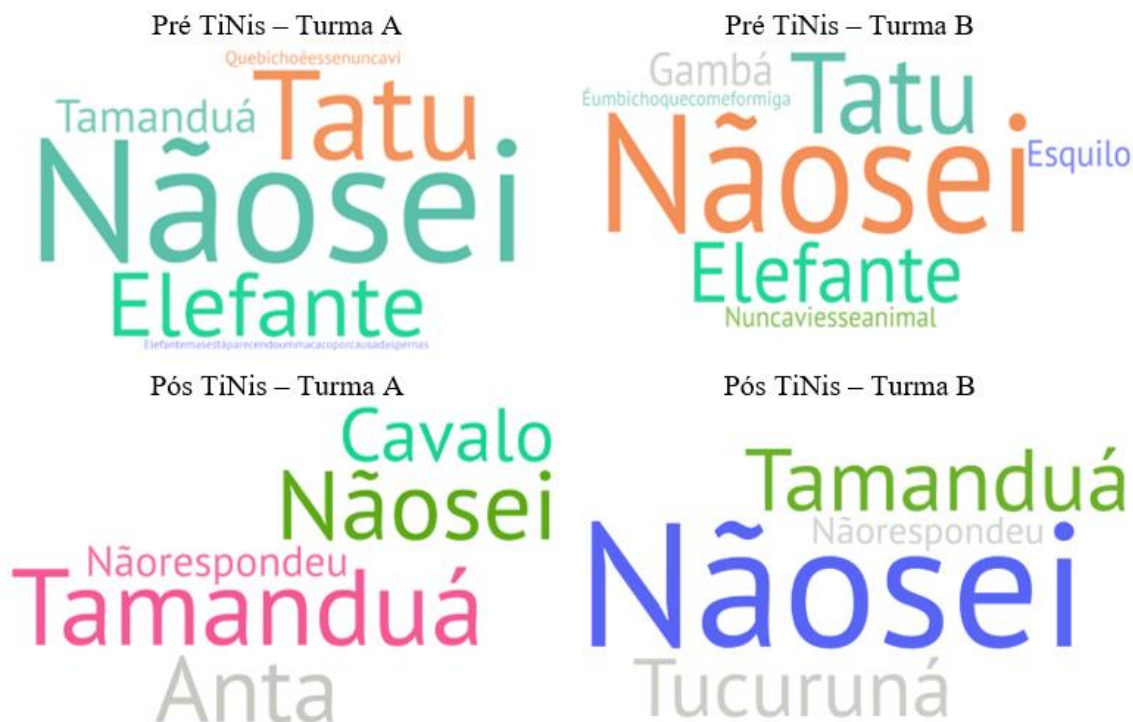 Pré TiNis – Turma A
Quebichoéessenuncavi
Tatu
Tamanduá
Nãosei
Elefante
Elefantemasestáparecendoummacacoporcausadaspernas
Pré TiNis – Turma B
Gambá
Tatu
Éumbichoquecomeformiga
Nãosei
Esquilo
Elefante
Nuncaviesseanimal
Pós TiNis – Turma A
Cavalo
Nãosei
Nãorespondeu
Tamanduá
Anta
Pós TiNis – Turma B
Tamanduá
Nãorespondeu
Nãosei
Tucuruná